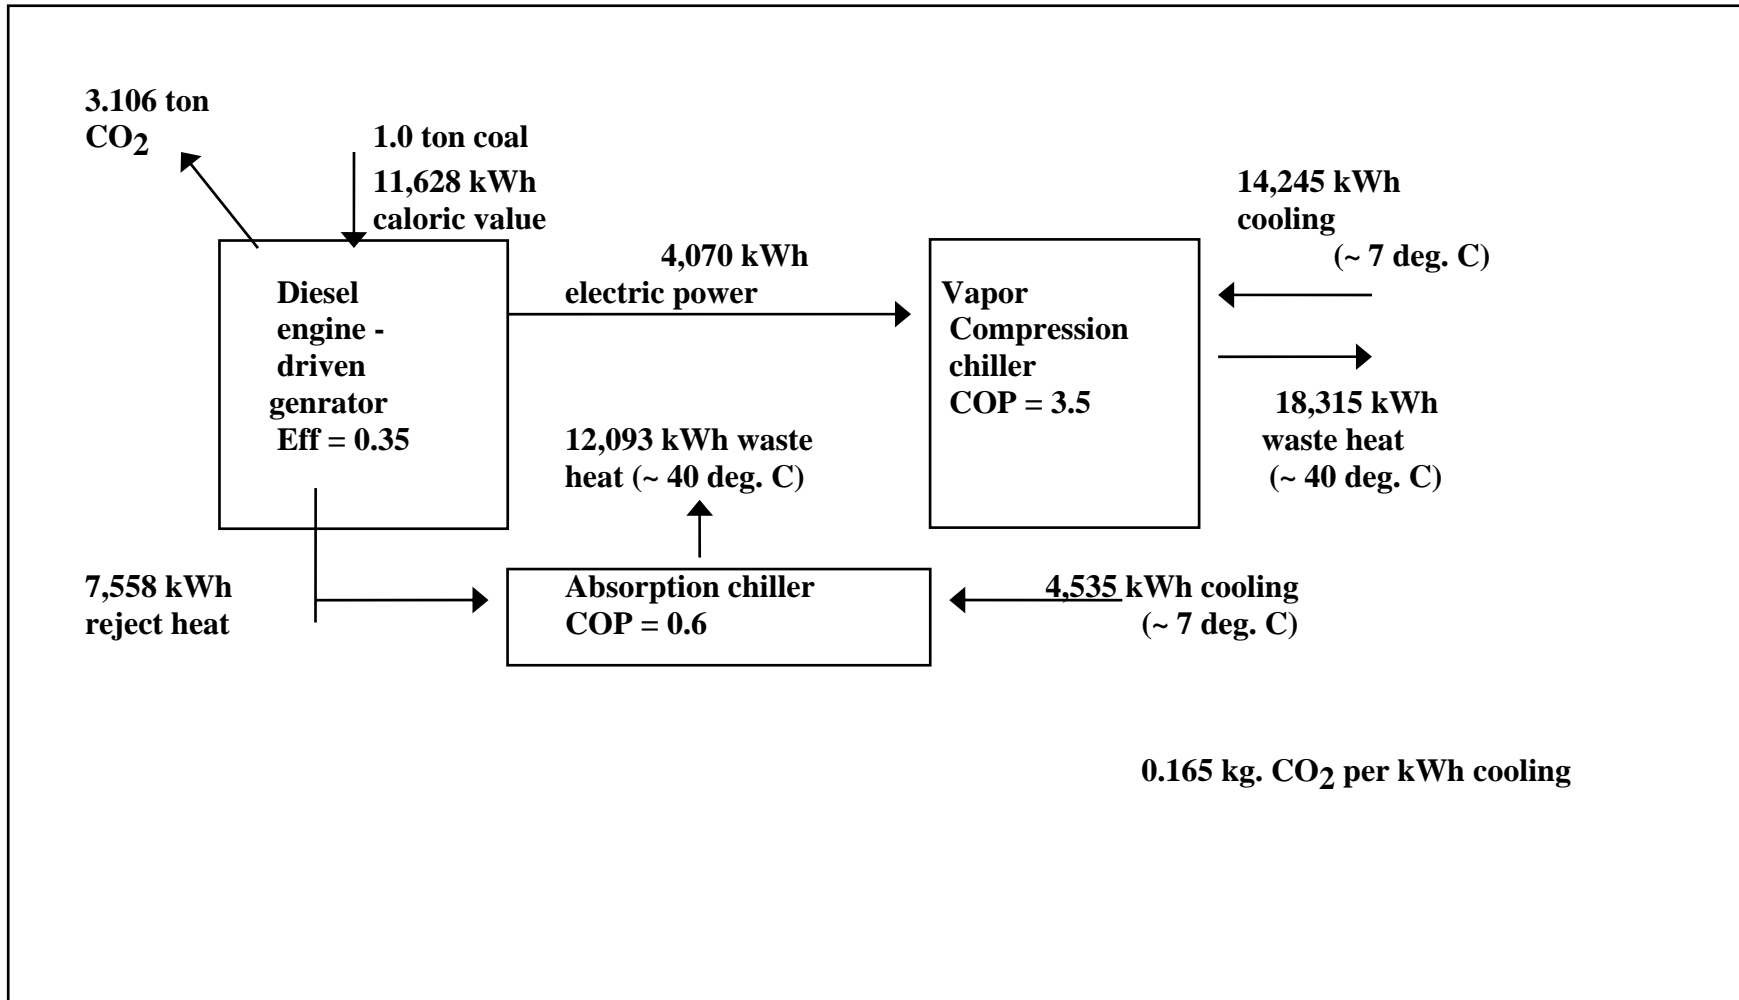 3.106 ton
CO2
1.0 ton coal
11,628 kWh
caloric value
Diesel
engine -
driven
genrator
Eff = 0.35
4,070 kWh
electric power
Vapor
Compression
chiller
COP = 3.5
14,245 kWh
cooling
(~ 7 deg. C)
18,315 kWh
waste heat
(~ 40 deg. C)
12,093 kWh waste
heat (~ 40 deg. C)
7,558 kWh
reject heat
Absorption chiller
COP = 0.6
4,535 kWh cooling
(~ 7 deg. C)
0.165 kg. CO2 per kWh cooling